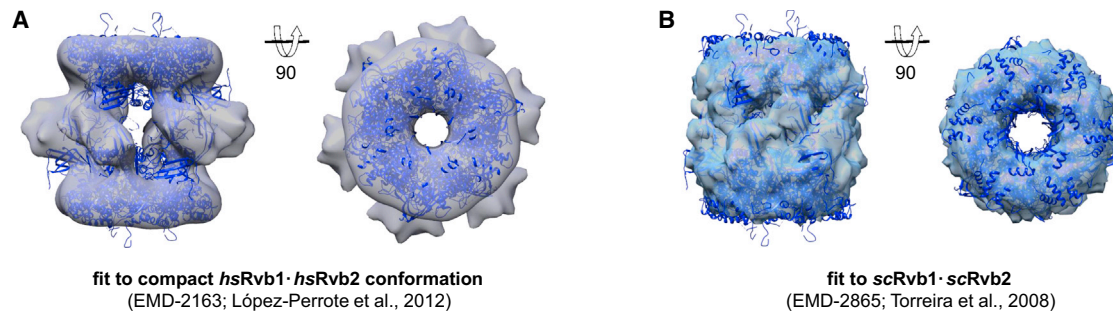 A
90
fit to compact hsRvb1·hsRvb2 conformation
(EMD-2163; López-Perrote et al., 2012)
B
90
fit to scRvb1·scRvb2
(EMD-2865; Torreira et al., 2008)